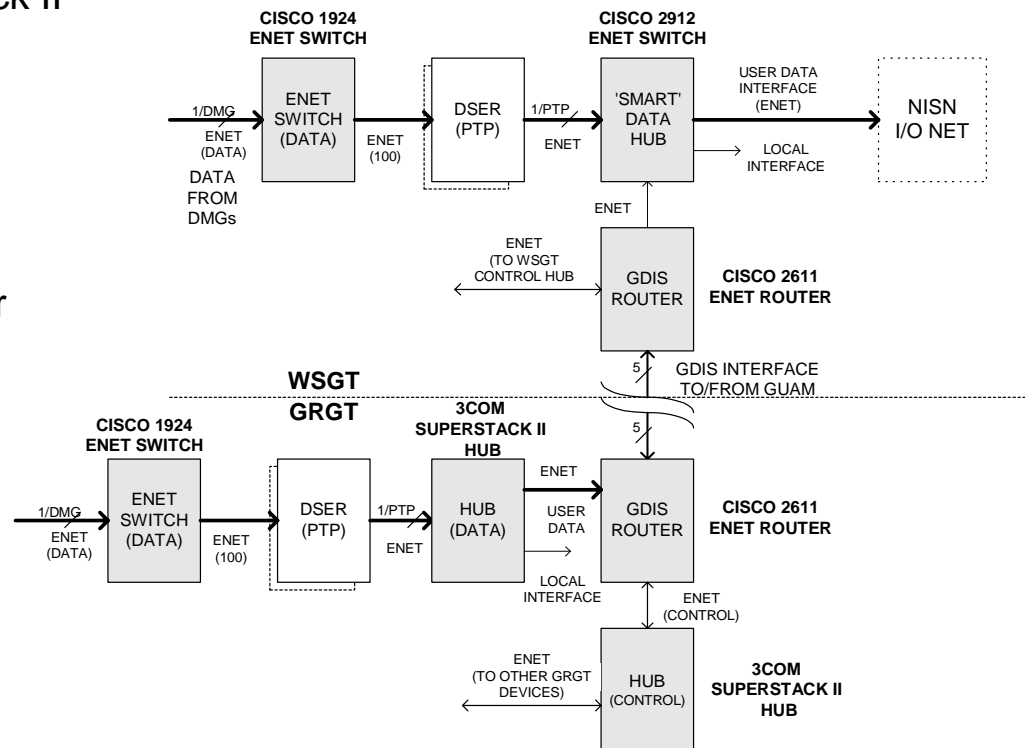 CISCO 1924
ENET SWITCH
CISCO 2912
ENET SWITCH
1/DMG
ENET
(DATA)
DATA
FROM
DMGs
ENET
SWITCH
(DATA)
ENET
(100)
DSER
(PTP)
1/PTP
ENET
'SMART'
DATA
HUB
USER DATA
INTERFACE
(ENET)
LOCAL
INTERFACE
NISN
I/O NET
ENET
ENET
(TO WSGT
CONTROL HUB
GDIS
ROUTER
CISCO 2611
ENET ROUTER
r
5
GDIS INTERFACE
TO/FROM GUAM
WSGT
GRGT
5
CISCO 1924
ENET SWITCH
3COM
SUPERSTACK II
HUB
1/DMG
ENET
(DATA)
ENET
SWITCH
(DATA)
ENET
(100)
DSER
(PTP)
1/PTP
ENET
HUB
(DATA)
ENET
USER
DATA
LOCAL
INTERFACE
GDIS
ROUTER
CISCO 2611
ENET ROUTER
ENET
(CONTROL)
ENET
(TO OTHER GRGT
DEVICES)
HUB
(CONTROL)
3COM
SUPERSTACK II
HUB